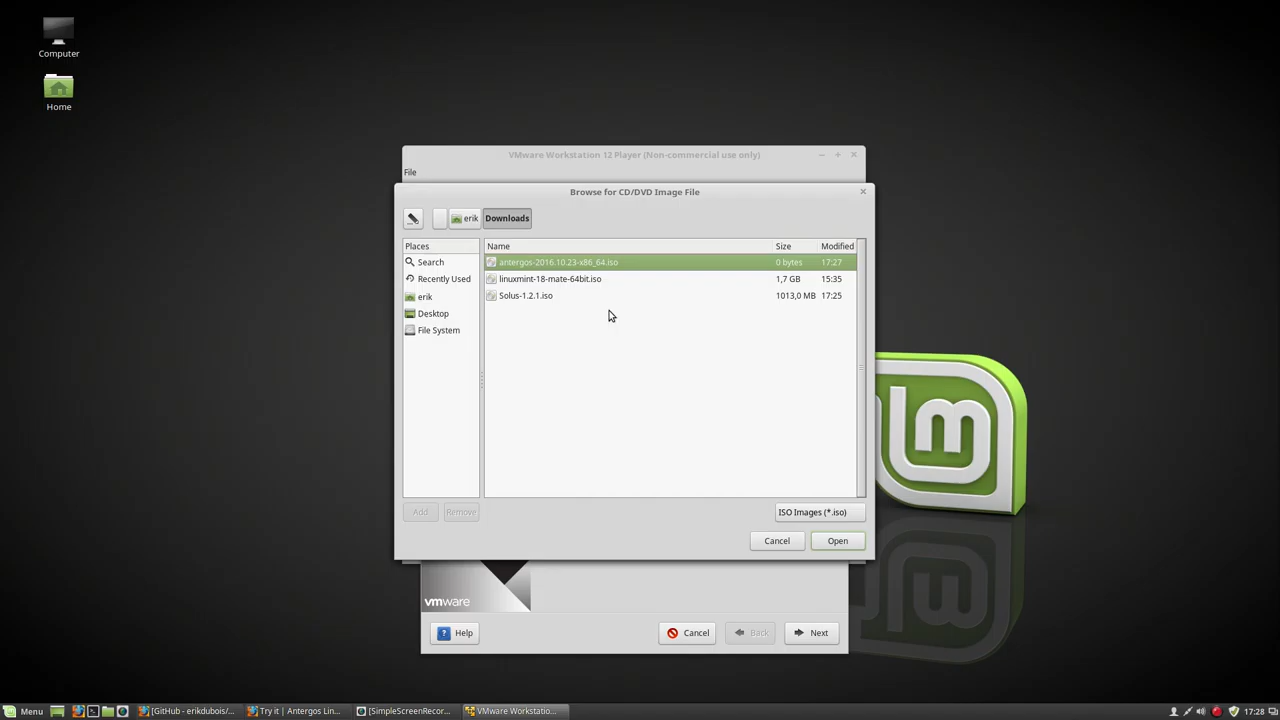 Computer
Home
VMware Workstation 12 Player (Non-commercial use only)
File
Browse for CD/DVD Image File
erik
Downloads
Places
Name
Size
Modified
Search
antergos-2016.10.23-x86_64.iso
0 bytes
17:27
Recently Used
linuxmint-18-mate-64bit.iso
1,7 GB
15:35
erik
Solus-1.2.1.iso
1013,0 MB
17:25
Desktop
File System
Add
Remove
ISO Images (*.iso)
Cancel
Open
vmware
Help
Cancel
Back
Next
Menu
[GitHub - erikdubois/...
Try it | Antergos Lin...
[SimpleScreenRecor...
VMware Workstatio...
17:28